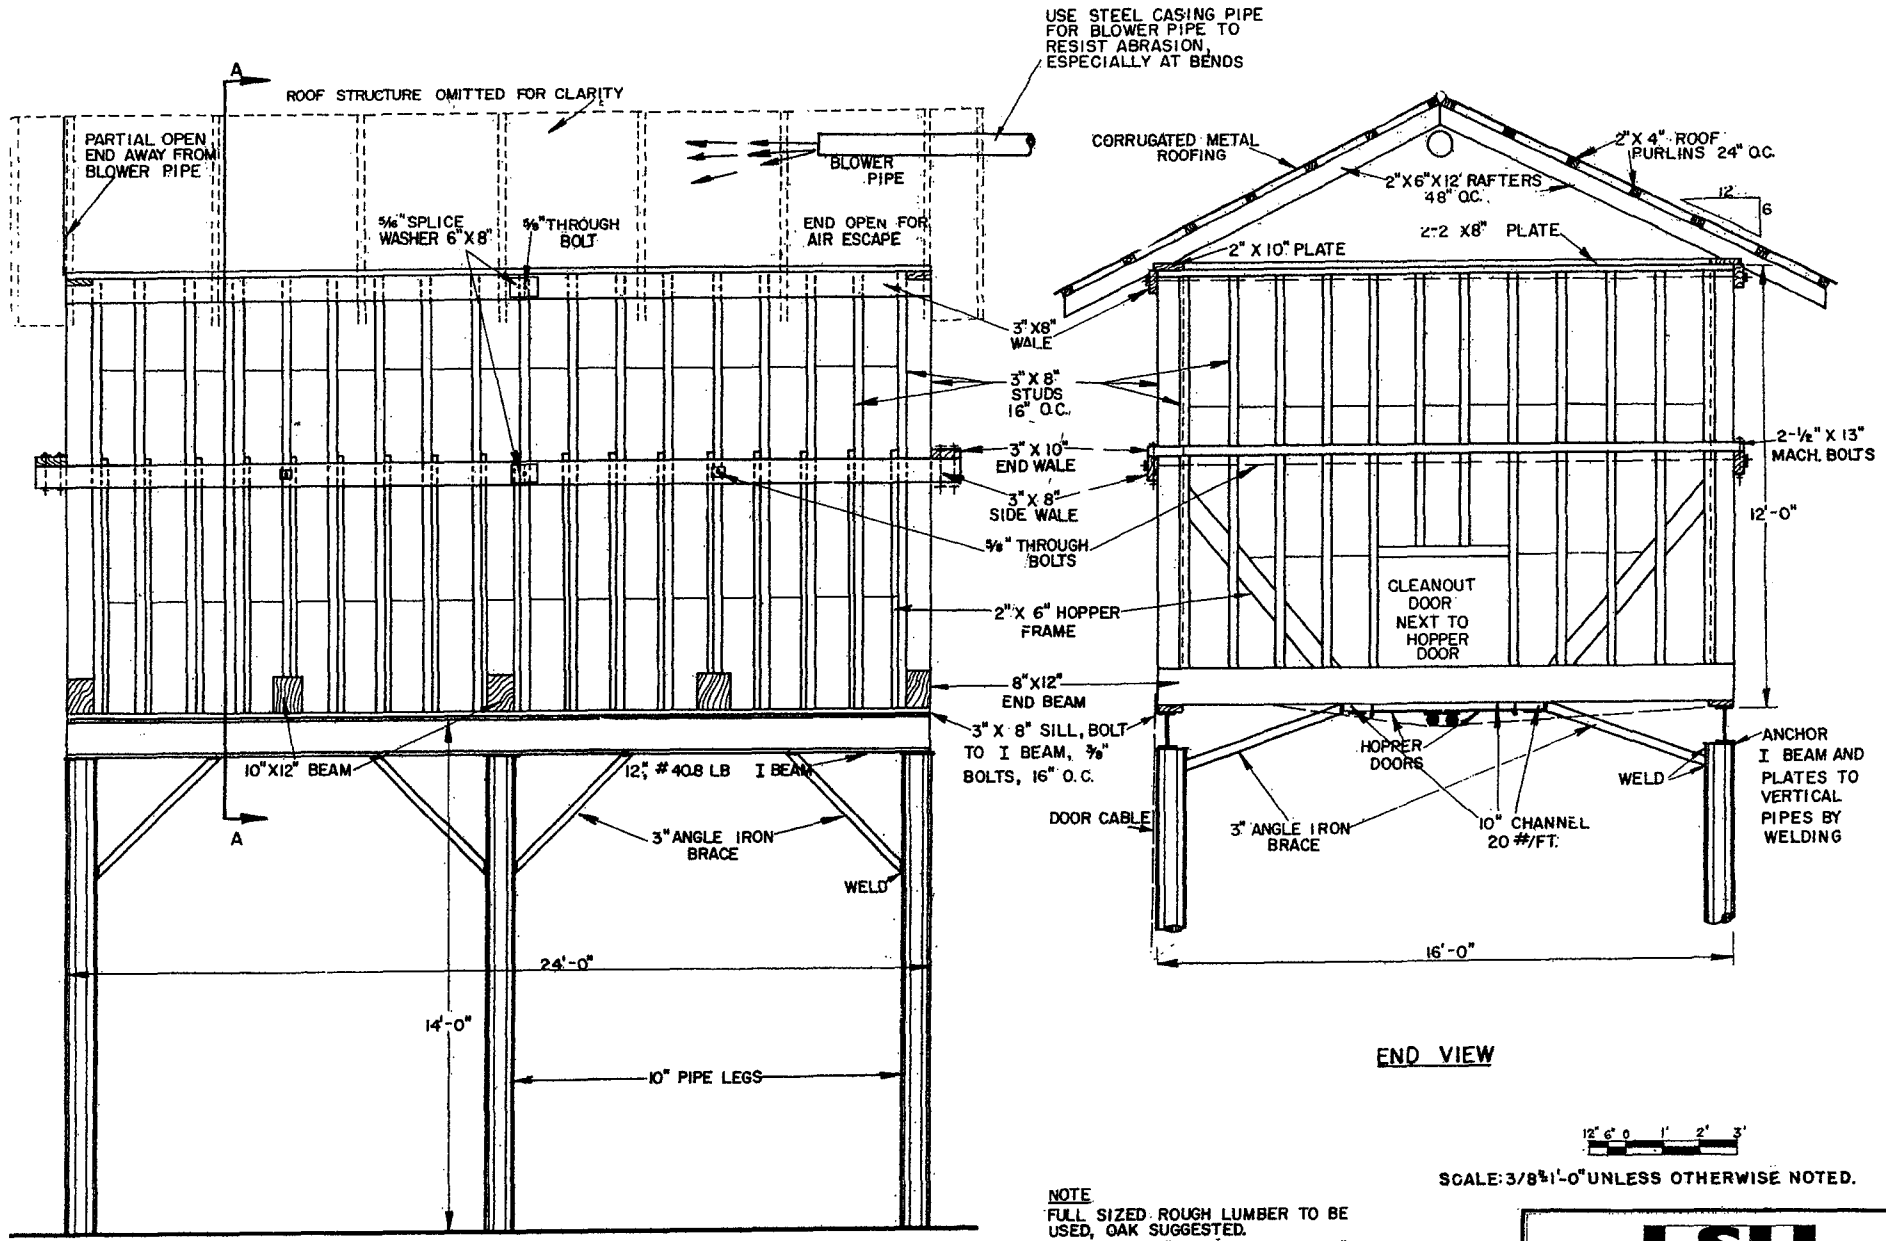 USE STEEL CASING PIPE
FOR BLOWER PIPE TO
RESIST ABRASION,
ESPECIALLY AT BENDS
A
ROOF STRUCTURE OMITTED FOR CLARITY
PARTIAL OPEN
END AWAY FROM
BLOWER PIPE
BLOWER
PIPE
5/16" SPLICE
WASHER 6"X8"
5/8" THROUGH
BOLT
END OPEN FOR
AIR ESCAPE
CORRUGATED METAL
ROOFING
2"X 4" ROOF
PURLINS 24" O.C.
2"X6"X12' RAFTERS
48" O.C.
12
6
2-2 X8" PLATE
2" X 10" PLATE
3" X8"
WALE
3" X 8"
STUDS
16" O.C.
3" X 10"
END WALE
3" X 8"
SIDE WALE
5/8" THROUGH
BOLTS
2" X 6" HOPPER
FRAME
8"X12"
END BEAM
3" X 8" SILL, BOLT
TO I BEAM, 3/8"
BOLTS, 16" O.C.
2-1/2" X 13"
MACH. BOLTS
12'-0"
CLEANOUT
DOOR
NEXT TO
HOPPER
DOOR
10"X12" BEAM
12", #40.8 LB I BEAM
A
3" ANGLE IRON
BRACE
WELD
24'-0"
14'-0"
10" PIPE LEGS
HOPPER
DOORS
WELD
ANCHOR
I BEAM AND
PLATES TO
VERTICAL
PIPES BY
WELDING
DOOR CABLE
3" ANGLE IRON
BRACE
10" CHANNEL
20 #/FT.
16'-0"
END VIEW
12" 6" 0 1' 2' 3'
SCALE: 3/8"=1'-0" UNLESS OTHERWISE NOTED.
NOTE
FULL SIZED ROUGH LUMBER TO BE
USED, OAK SUGGESTED.